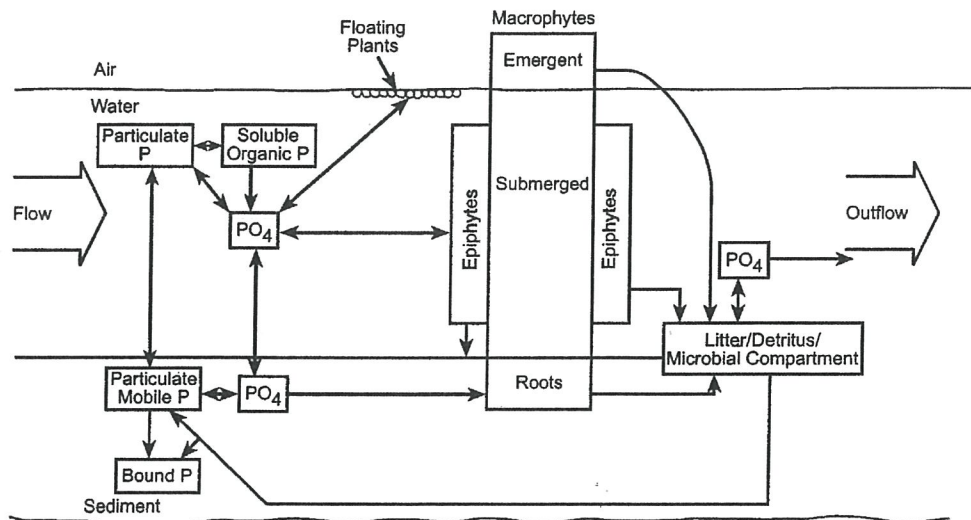 Macrophytes
Floating
Plants
Emergent
Air
Water
Particulate
P
Soluble
Organic P
Submerged
Epiphytes
Epiphytes
Flow
PO4
Outflow
PO4
Litter/Detritus/
Microbial Compartment
Particulate
Mobile P
PO4
Roots
Bound P
Sediment